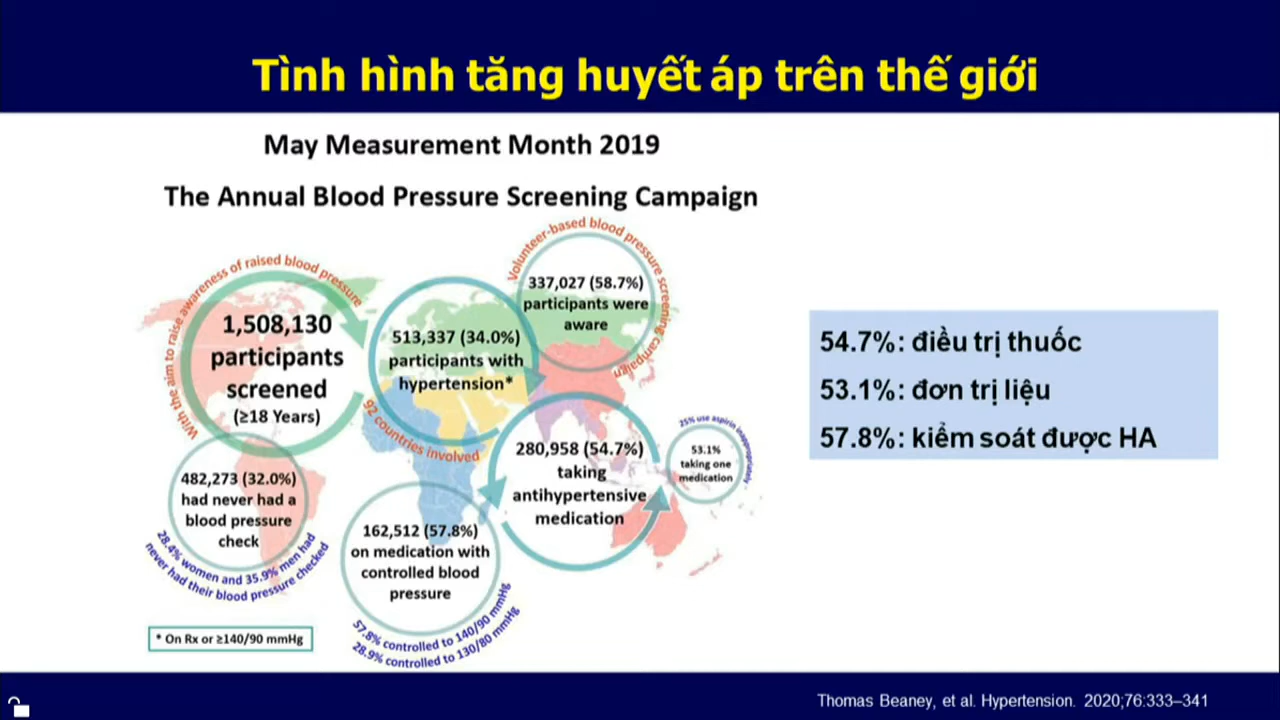 Tình hình tăng huyết áp trên thế giới
May Measurement Month 2019
The Annual Blood Pressure Screening Campaign
With the aim to raise awareness of raised blood pressure
1,508,130
participants
screened
(≥18 Years)
513,337 (34.0%)
participants with
hypertension*
92 countries involved
Volunteer-based blood pressure screening campaign
337,027 (58.7%)
participants were
aware
482,273 (32.0%)
had never had a
blood pressure
check
28.4% women and 35.9% men had
never had their blood pressure checked
162,512 (57.8%)
on medication with
controlled blood
pressure
57.8% controlled to 140/90 mmHg
28.9% controlled to 130/80 mmHg
280,958 (54.7%)
taking
antihypertensive
medication
25% use aspirin inappropriately
53.1%
taking one
medication
* On Rx or ≥140/90 mmHg
54.7%: điều trị thuốc
53.1%: đơn trị liệu
57.8%: kiểm soát được HA
Thomas Beaney, et al. Hypertension. 2020;76:333–341